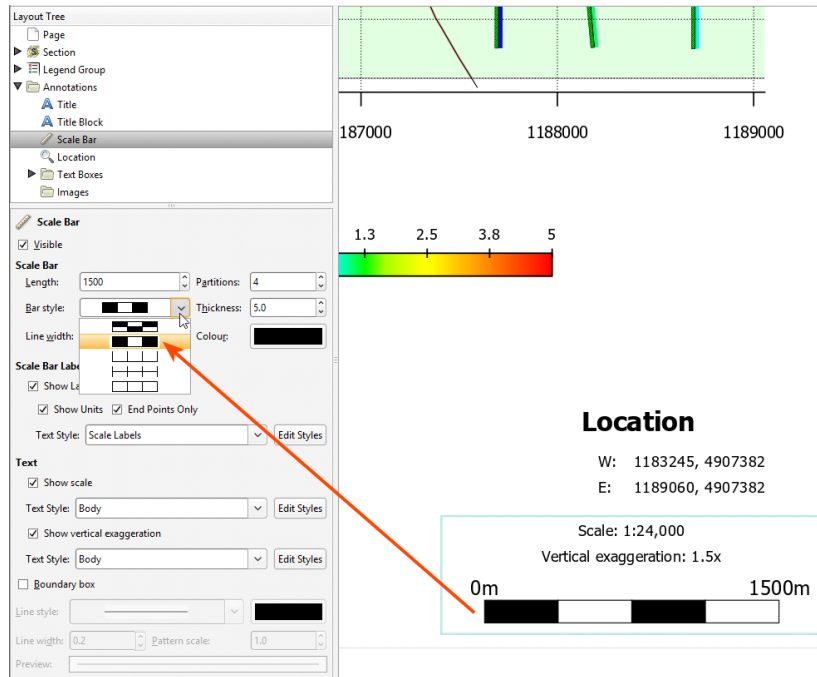 Layout Tree
Page
Section
Legend Group
Annotations
Title
Title Block
Scale Bar
Location
Text Boxes
Images
Scale Bar
Visible
Scale Bar
Length: 1500 Partitions: 4
Bar style: Thickness: 5.0
Line width: Colour:
Scale Bar
Show
Show Units End Points Only
Text Style: Scale Labels Edit Styles
Text
Show scale
Text Style: Body Edit Styles
Show vertical exaggeration
Text Style: Body Edit Styles
Boundary box
Line style:
Line width: 0.2 Pattern scale: 1.0
Preview:
187000 1188000 1189000
1.3 2.5 3.8 5
Location
W: 1183245, 4907382
E: 1189060, 4907382
Scale: 1:24,000
Vertical exaggeration: 1.5x
0m 1500m